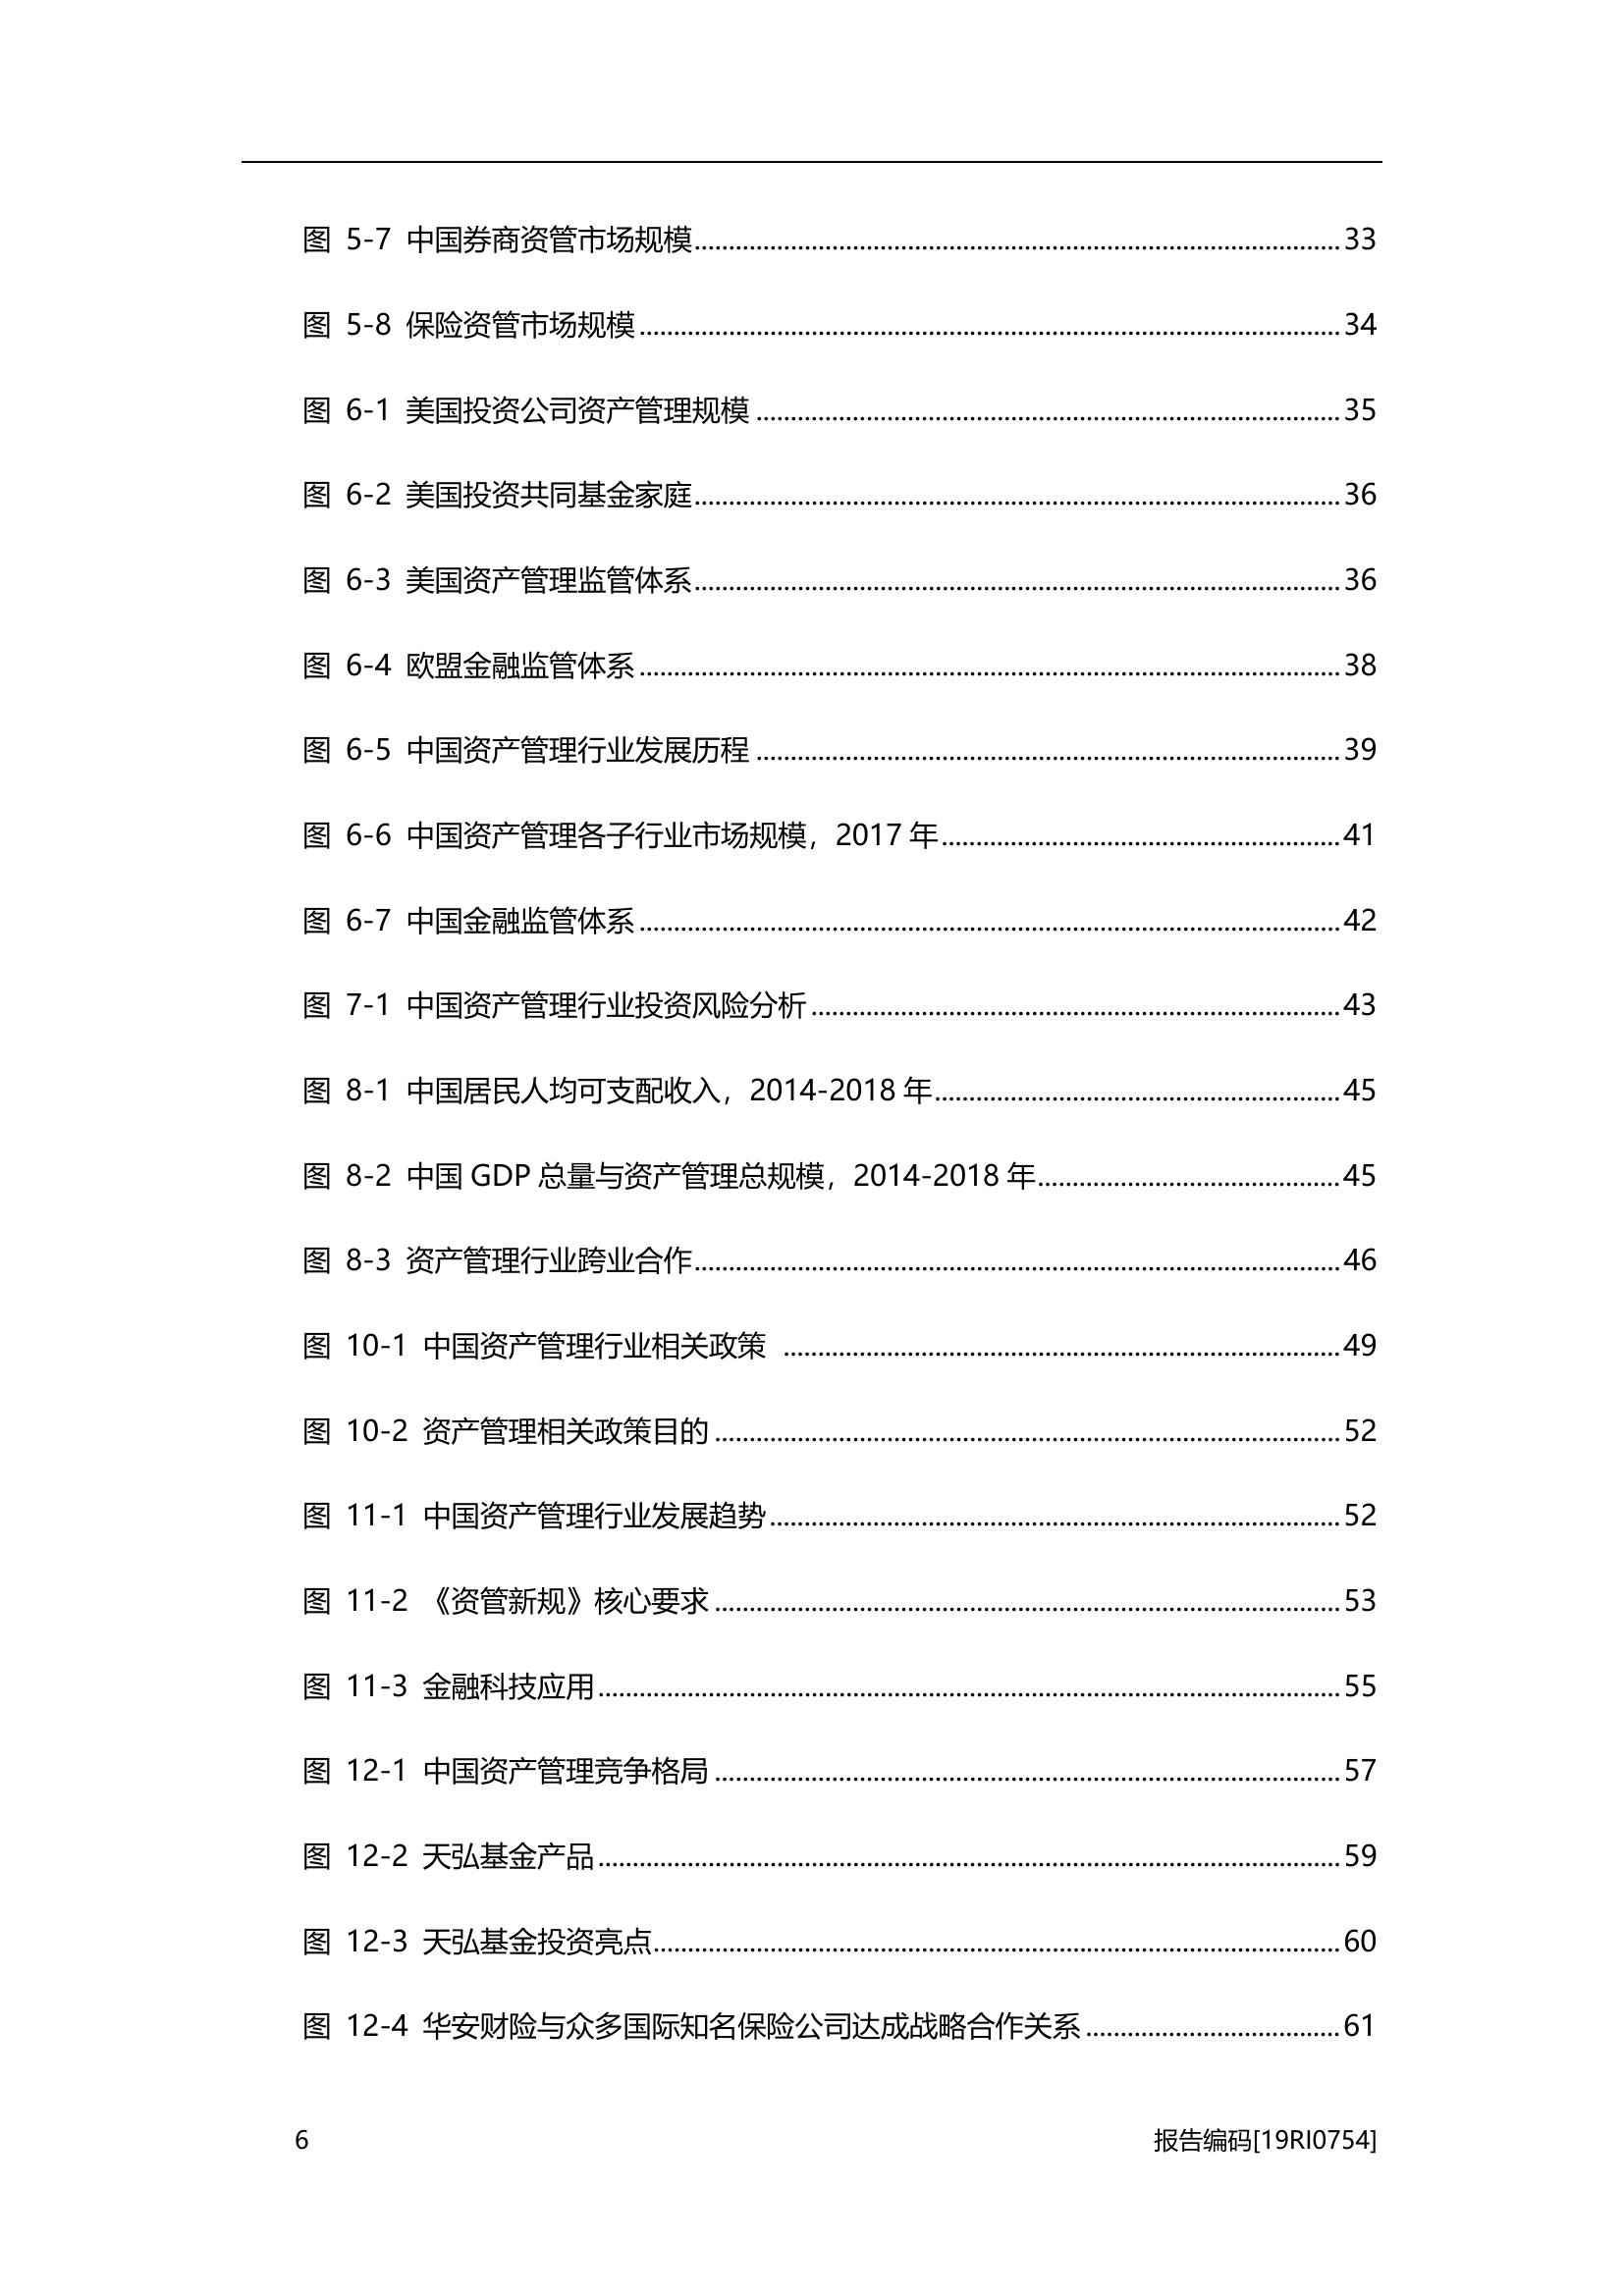 图 5-7 中国券商资管市场规模................................33
图 5-8 保险资管市场规模................................34
图 6-1 美国投资公司资产管理规模................................35
图 6-2 美国投资共同基金家庭................................36
图 6-3 美国资产管理监管体系................................36
图 6-4 欧盟金融监管体系................................38
图 6-5 中国资产管理行业发展历程................................39
图 6-6 中国资产管理各子行业市场规模，2017 年................................41
图 6-7 中国金融监管体系................................42
图 7-1 中国资产管理行业投资风险分析................................43
图 8-1 中国居民人均可支配收入，2014-2018 年................................45
图 8-2 中国 GDP 总量与资产管理总规模，2014-2018 年................................45
图 8-3 资产管理行业跨业合作................................46
图 10-1 中国资产管理行业相关政策 ................................49
图 10-2 资产管理相关政策目的................................52
图 11-1 中国资产管理行业发展趋势................................52
图 11-2 《资管新规》核心要求................................53
图 11-3 金融科技应用................................55
图 12-1 中国资产管理竞争格局................................57
图 12-2 天弘基金产品................................59
图 12-3 天弘基金投资亮点................................60
图 12-4 华安财险与众多国际知名保险公司达成战略合作关系................................61
6 报告编码[19RI0754]